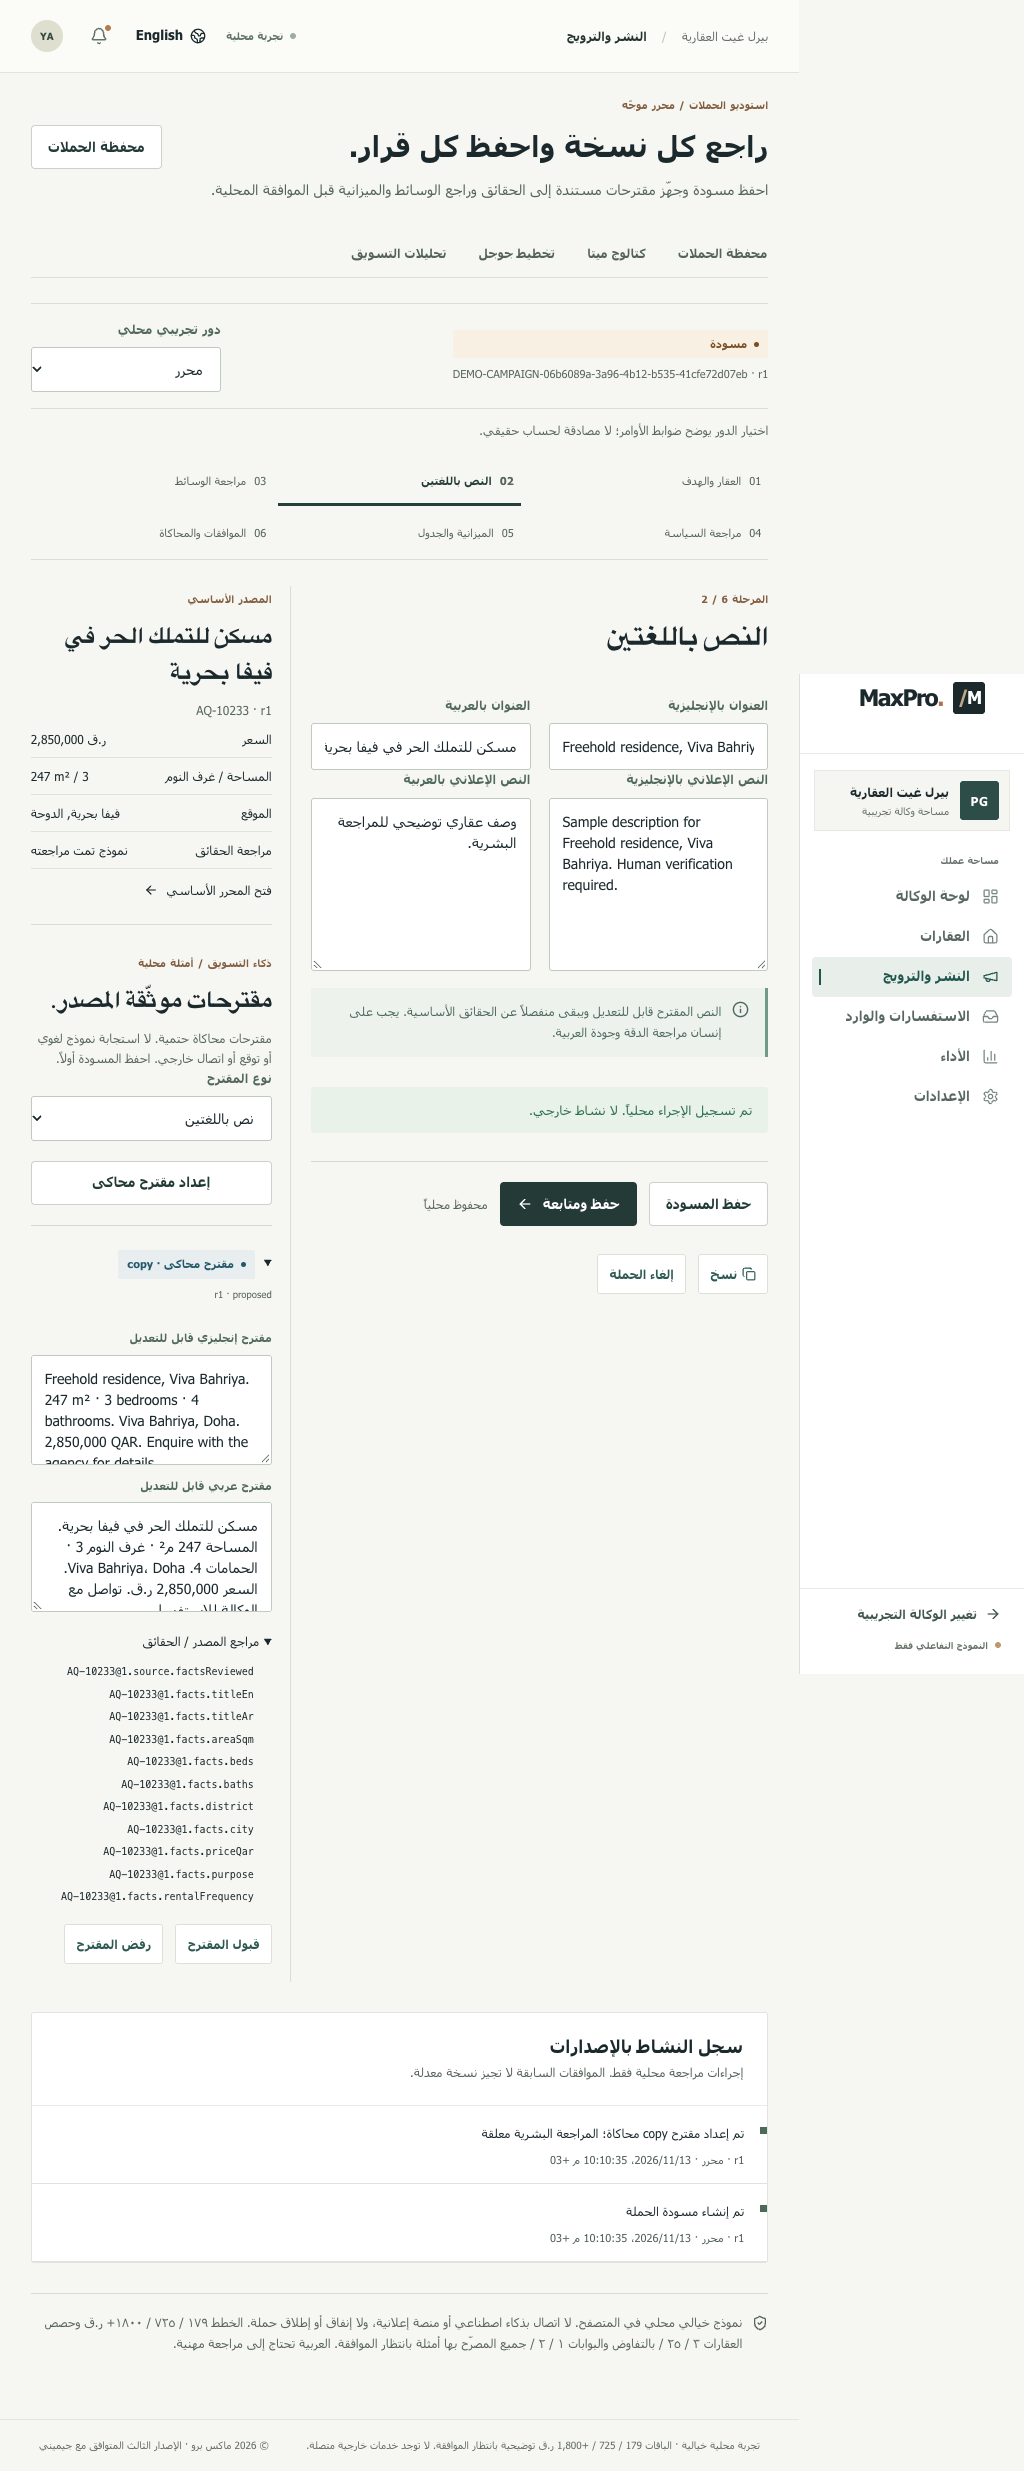 بيرل غيت العقارية / النشر والترويج
تجربة محلية
English
YA
استوديو الحملات / محرر موجّه
راجع كل نسخة واحفظ كل قرار.
محفظة الحملات
احفظ مسودة وجهّز مقترحات مستندة إلى الحقائق وراجع الوسائط والميزانية قبل الموافقة المحلية.
محفظة الحملات
كتالوج ميتا
تخطيط جوجل
تحليلات التسويق
مسودة
DEMO-CAMPAIGN-06b6089a-3a96-4b12-b535-41cfe72d07eb · r1
دور تجريبي محلي
محرر
اختيار الدور يوضح ضوابط الأوامر؛ لا مصادقة لحساب حقيقي.
01 العقار والهدف
02 النص باللغتين
03 مراجعة الوسائط
04 مراجعة السياسة
05 الميزانية والجدول
06 الموافقات والمحاكاة
المرحلة 6 / 2
النص باللغتين
العنوان بالإنجليزية
Freehold residence, Viva Bahriy
العنوان بالعربية
مسكن للتملك الحر في فيفا بحرية
النص الإعلاني بالإنجليزية
Sample description for
Freehold residence, Viva
Bahriya. Human verification
required.
النص الإعلاني بالعربية
وصف عقاري توضيحي للمراجعة
البشرية.
النص المقترح قابل للتعديل ويبقى منفصلاً عن الحقائق الأساسية. يجب على
إنسان مراجعة الدقة وجودة العربية.
تم تسجيل الإجراء محلياً. لا نشاط خارجي.
حفظ المسودة
حفظ ومتابعة
محفوظ محلياً
نسخ
إلغاء الحملة
المصدر الأساسي
مسكن للتملك الحر في
فيفا بحرية
AQ-10233 · r1
السعر
2,850,000 ر.ق
المساحة / غرف النوم
247 m² / 3
الموقع
فيفا بحرية, الدوحة
مراجعة الحقائق
نموذج تمت مراجعته
فتح المحرر الأساسي
ذكاء التسويق / أمثلة محلية
مقترحات موثّقة المصدر.
مقترحات محاكاة حتمية. لا استجابة نموذج لغوي
أو توقع أو اتصال خارجي. احفظ المسودة أولاً.
نوع المقترح
نص باللغتين
إعداد مقترح محاكى
مقترح محاكى · copy
r1 · proposed
مقترح إنجليزي قابل للتعديل
Freehold residence, Viva Bahriya.
247 m² · 3 bedrooms · 4
bathrooms. Viva Bahriya, Doha.
2,850,000 QAR. Enquire with the
agency for details.
مقترح عربي قابل للتعديل
مسكن للتملك الحر في فيفا بحرية.
المساحة 247 م² · غرف النوم 3 ·
الحمامات 4. Viva Bahriya، Doha.
السعر 2,850,000 ر.ق. تواصل مع
الوكالة للاستفسار
مراجع المصدر / الحقائق
AQ-10233@1.source.factsReviewed
AQ-10233@1.facts.titleEn
AQ-10233@1.facts.titleAr
AQ-10233@1.facts.areaSqm
AQ-10233@1.facts.beds
AQ-10233@1.facts.baths
AQ-10233@1.facts.district
AQ-10233@1.facts.city
AQ-10233@1.facts.priceQar
AQ-10233@1.facts.purpose
AQ-10233@1.facts.rentalFrequency
قبول المقترح
رفض المقترح
سجل النشاط بالإصدارات
إجراءات مراجعة محلية فقط. الموافقات السابقة لا تجيز نسخة معدلة.
تم إعداد مقترح copy محاكاة؛ المراجعة البشرية معلقة
r1 · محرر · 2026/11/13، 10:10:35 م +03
تم إنشاء مسودة الحملة
r1 · محرر · 2026/11/13، 10:10:35 م +03
نموذج خيالي محلي في المتصفح. لا اتصال بذكاء اصطناعي أو منصة إعلانية، ولا إنفاق أو إطلاق حملة. الخطط ١٧٩ / ٧٢٥ / ١٨٠٠+ ر.ق وحصص
العقارات ٣ / ٢٥ / بالتفاوض والبوابات ١ / ٢ / جميع المصرّح بها أمثلة بانتظار الموافقة. العربية تحتاج إلى مراجعة مهنية.
تجربة محلية خيالية · الباقات 179 / 725 / 1,800+ ر.ق توضيحية بانتظار الموافقة. لا توجد خدمات خارجية متصلة.
© 2026 ماكس برو · الإصدار الثالث المتوافق مع جيميني
MaxPro. /M
PG
بيرل غيت العقارية
مساحة وكالة تجريبية
مساحة عملك
لوحة الوكالة
العقارات
النشر والترويج
الاستفسارات والوارد
الأداء
الإعدادات
تغيير الوكالة التجريبية
النموذج التفاعلي فقط